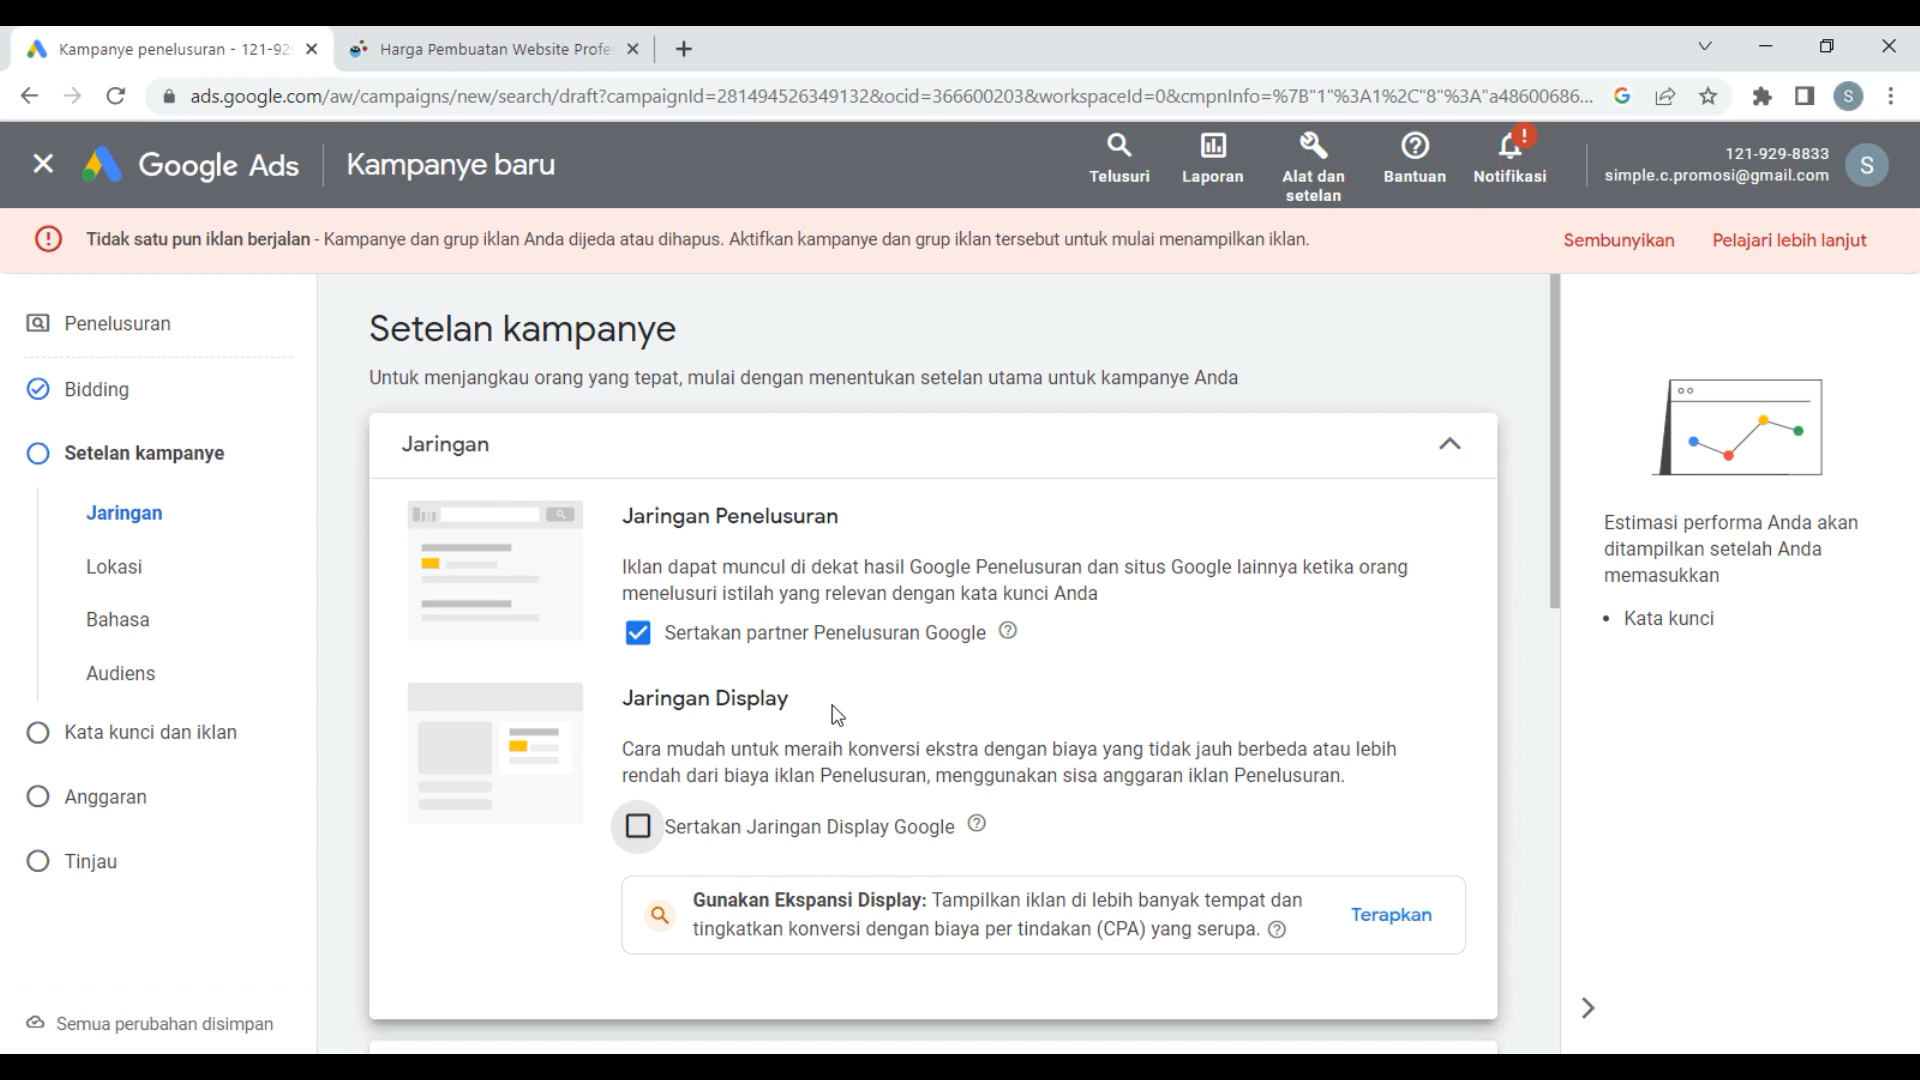 Kampanye penelusuran - 121-92
Harga Pembuatan Website Profe
ads.google.com/aw/campaigns/new/search/draft?campaignId=281494526349132&ocid=366600203&workspaceId=0&cmpnInfo=%7B"1"%3A1%2C"8"%3A"a48600686...
S
Google Ads
Kampanye baru
Telusuri
Laporan
Alat dan
setelan
Bantuan
Notifikasi
121-929-8833
simple.c.promosi@gmail.com
S
Tidak satu pun iklan berjalan - Kampanye dan grup iklan Anda dijeda atau dihapus. Aktifkan kampanye dan grup iklan tersebut untuk mulai menampilkan iklan.
Sembunyikan
Pelajari lebih lanjut
Penelusuran
Bidding
Setelan kampanye
Jaringan
Lokasi
Bahasa
Audiens
Kata kunci dan iklan
Anggaran
Tinjau
Semua perubahan disimpan
Setelan kampanye
Untuk menjangkau orang yang tepat, mulai dengan menentukan setelan utama untuk kampanye Anda
Jaringan
Jaringan Penelusuran
Iklan dapat muncul di dekat hasil Google Penelusuran dan situs Google lainnya ketika orang
menelusuri istilah yang relevan dengan kata kunci Anda
Sertakan partner Penelusuran Google
Jaringan Display
Cara mudah untuk meraih konversi ekstra dengan biaya yang tidak jauh berbeda atau lebih
rendah dari biaya iklan Penelusuran, menggunakan sisa anggaran iklan Penelusuran.
Sertakan Jaringan Display Google
Gunakan Ekspansi Display: Tampilkan iklan di lebih banyak tempat dan
tingkatkan konversi dengan biaya per tindakan (CPA) yang serupa.
Terapkan
Estimasi performa Anda akan
ditampilkan setelah Anda
memasukkan
• Kata kunci